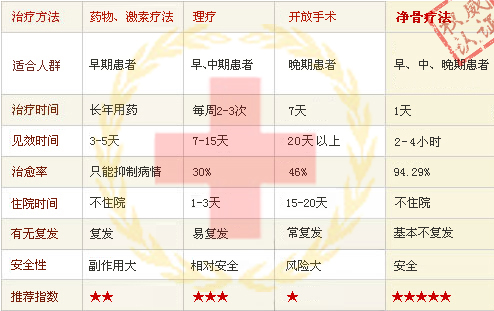 治疗方法 药物、激素疗法 理疗 开放手术 净骨疗法
权威认证
适合人群 早期患者 早、中期患者 晚期患者 早、中、晚期患者
治疗时间 长年用药 每周2-3次 7天 1天
见效时间 3-5天 7-15天 20天以上 2-4小时
治愈率 只能抑制病情 30% 46% 94.29%
住院时间 不住院 1-3天 15-20天 不住院
有无复发 复发 易复发 常复发 基本不复发
安全性 副作用大 相对安全 风险大 安全
推荐指数 ★★ ★★★ ★ ★★★★★